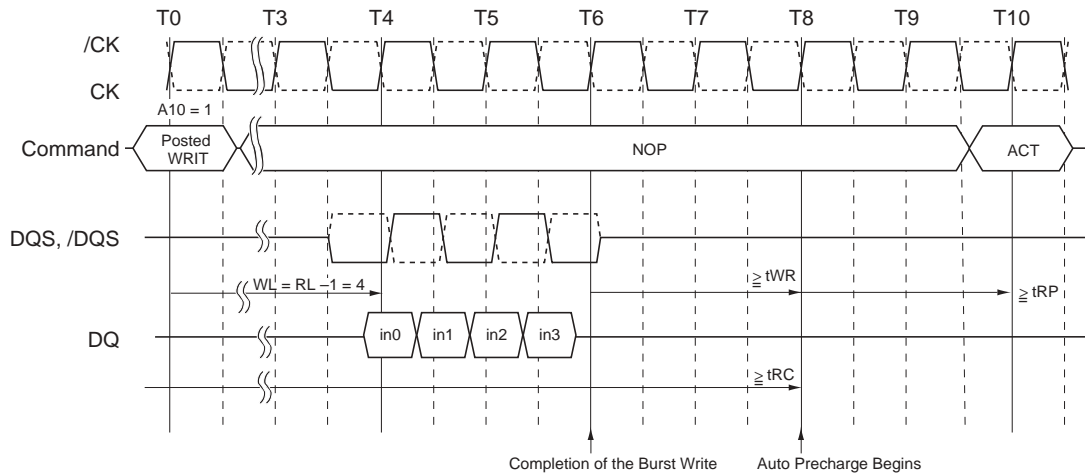 T0 T3 T4 T5 T6 T7 T8 T9 T10
/CK
CK
A10 = 1
Command
Posted
WRIT
NOP
ACT
DQS, /DQS
WL = RL –1 = 4
≧ tWR
≧ tRP
DQ
in0 in1 in2 in3
≧ tRC
Completion of the Burst Write
Auto Precharge Begins